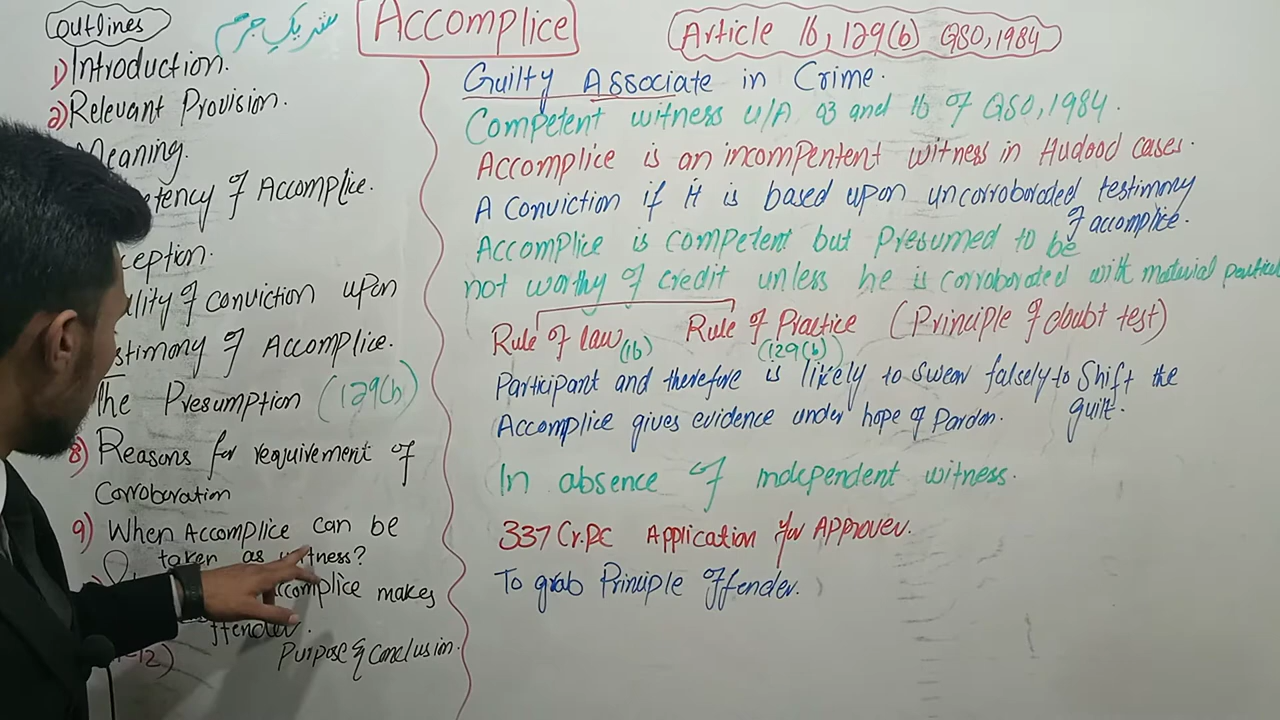 Outlines
شریکِ جرم
Accomplice
Article 16, 129(b) QSO, 1984
1) Introduction.
2) Relevant Provision.
Meaning.
etency of Accomplice.
ception.
ality of conviction upon
stimony of Accomplice.
The Presumption (129(b)
8) Reasons for requirement of
Corroboration
9) When Accomplice can be
taken as witness?
ccomplice makes
ffender.
12)
Purpose & Conclusion.
Guilty Associate in Crime.
Competent witness u/A 03 and 16 of QSO, 1984.
Accomplice is an incompentent witness in Hudood cases.
A Conviction if it is based upon uncorroboraded testimony
of accomplice.
Accomplice is competent but Presumed to be
not worthy of credit unless he is corroborated with material
Rule of law (16) Rule of Practice (129(b)) (Principle of doubt test)
Participant and therefore is likely to swear falsely to Shift the
guilt.
Accomplice gives evidence under hope of Pardon.
In absence of independent witness.
337 Cr.PC Application for Approver.
To grab Principle Offender.